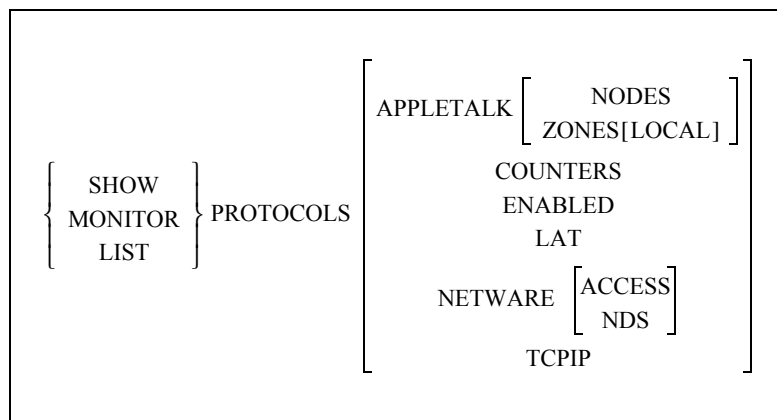 APPLETALK [ NODES
ZONES[LOCAL] ]
COUNTERS
SHOW
ENABLED
MONITOR PROTOCOLS
LIST
LAT
NETWARE [ ACCESS
NDS ]
TCPIP